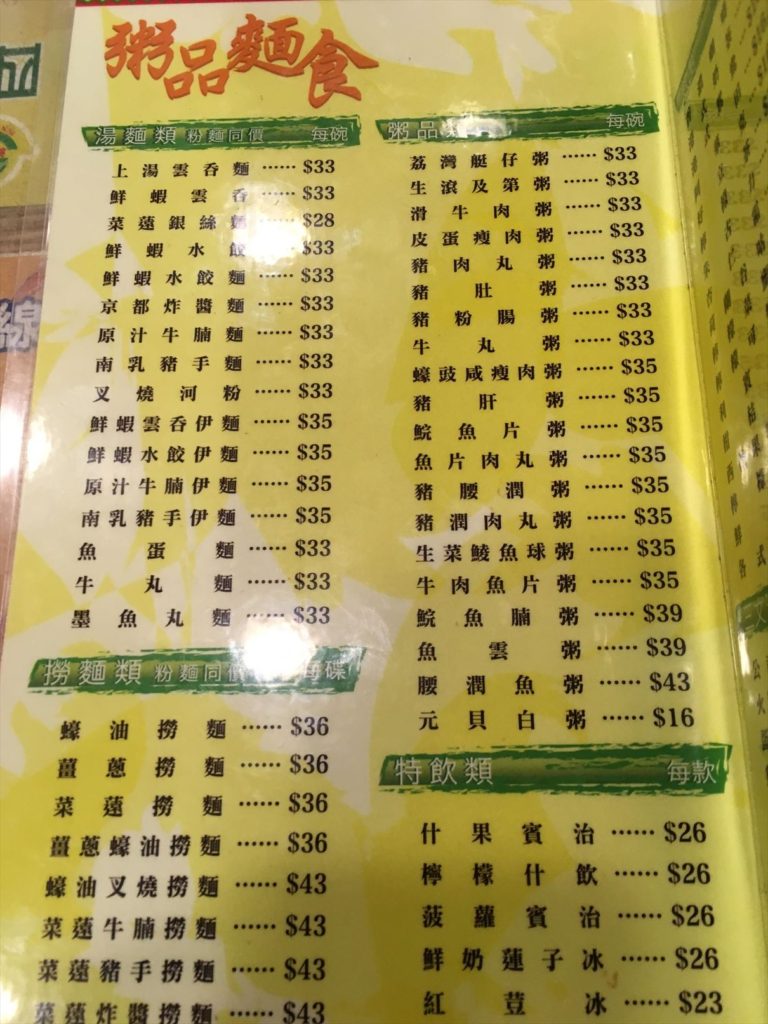 粥品麵食
湯麵類 粉麵同價 每碗
上湯雲吞麵 ······ $33
鮮蝦雲吞 ······ $33
菜薳銀絲麵 ······ $28
鮮蝦水餃 ······ $33
鮮蝦水餃麵 ······ $33
京都炸醬麵 ······ $33
原汁牛腩麵 ······ $33
南乳豬手麵 ······ $33
叉燒河粉 ······ $33
鮮蝦雲吞伊麵 ······ $35
鮮蝦水餃伊麵 ······ $35
原汁牛腩伊麵 ······ $35
南乳豬手伊麵 ······ $35
魚蛋麵 ······ $33
牛丸麵 ······ $33
墨魚丸麵 ······ $33
撈麵類 粉麵同價 每碟
蠔油撈麵 ······ $36
薑蔥撈麵 ······ $36
菜薳撈麵 ······ $36
薑蔥蠔油撈麵 ······ $36
蠔油叉燒撈麵 ······ $43
菜薳牛腩撈麵 ······ $43
菜薳豬手撈麵 ······ $43
菜薳炸醬撈麵 ······ $43
粥品 每碗
荔灣艇仔粥 ······ $33
生滾及第粥 ······ $33
滑牛肉粥 ······ $33
皮蛋瘦肉粥 ······ $33
豬肉丸粥 ······ $33
豬肚粥 ······ $33
豬粉腸粥 ······ $33
牛丸粥 ······ $33
蠔豉咸瘦肉粥 ······ $35
豬肝粥 ······ $35
鯇魚片粥 ······ $35
魚片肉丸粥 ······ $35
豬腰潤粥 ······ $35
豬潤肉丸粥 ······ $35
生菜鯪魚球粥 ······ $35
牛肉魚片粥 ······ $35
鯇魚腩粥 ······ $39
魚雲粥 ······ $39
腰潤魚粥 ······ $43
元貝白粥 ······ $16
特飲類 每款
什果賓治 ······ $26
檸檬什飲 ······ $26
菠蘿賓治 ······ $26
鮮奶蓮子冰 ······ $26
紅荳冰 ······ $23